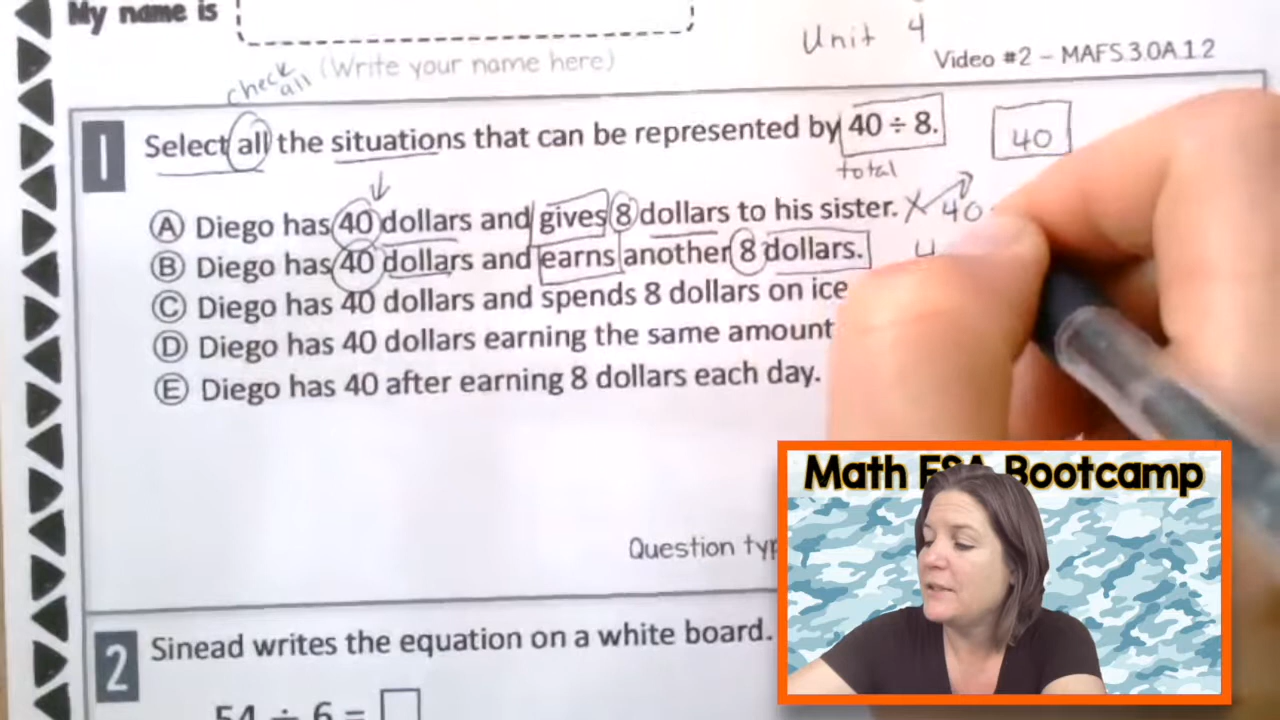 My name is
Unit 4
(Write your name here)
Video #2 – MAFS.3.OA.1.2
check all
1 Select all the situations that can be represented by 40 ÷ 8.
40
total
A Diego has 40 dollars and gives 8 dollars to his sister. X 40
B Diego has 40 dollars and earns another 8 dollars. 4
C Diego has 40 dollars and spends 8 dollars on ice
D Diego has 40 dollars earning the same amount
E Diego has 40 after earning 8 dollars each day.
Math Bootcamp
Question
2 Sinead writes the equation on a white board.
54 ÷ 6 =